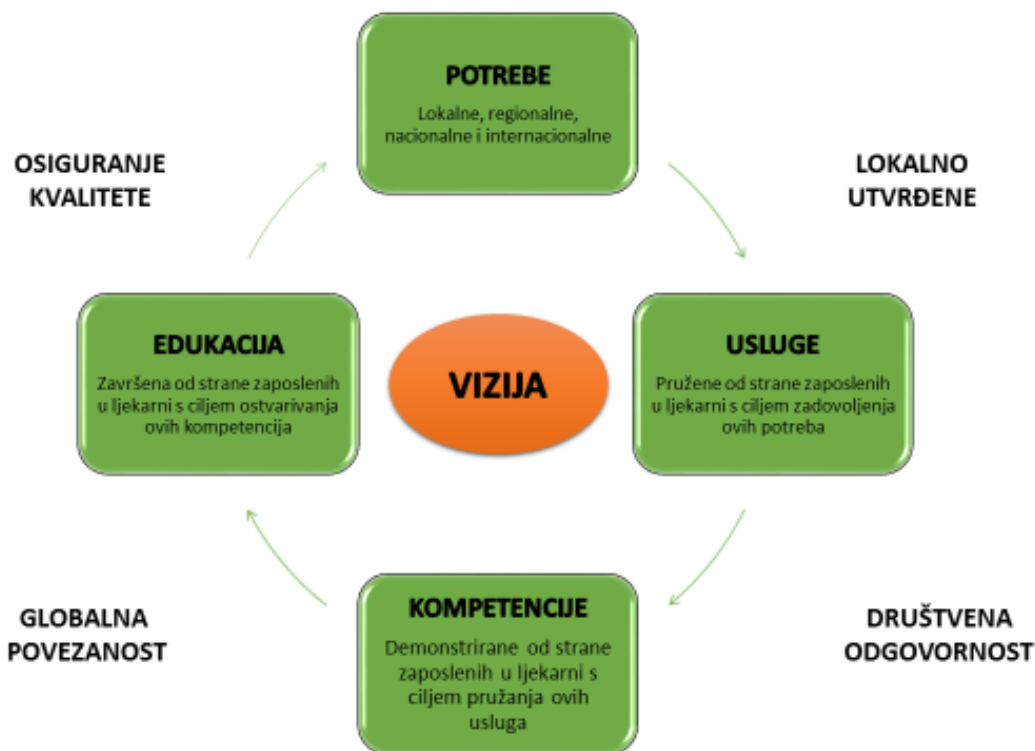 POTREBE
Lokalne, regionalne,
nacionalne i internacionalne
OSIGURANJE
KVALITETE
LOKALNO
UTVRĐENE
EDUKACIJA
Završena od strane zaposlenih
u ljekarni s ciljem ostvarivanja
ovih kompetencija
VIZIJA
USLUGE
Pružene od strane zaposlenih
u ljekarni s ciljem zadovoljenja
ovih potreba
GLOBALNA
POVEZANOST
KOMPETENCIJE
Demonstrirane od strane
zaposlenih u ljekarni s
ciljem pružanja ovih
usluga
DRUŠTVENA
ODGOVORNOST